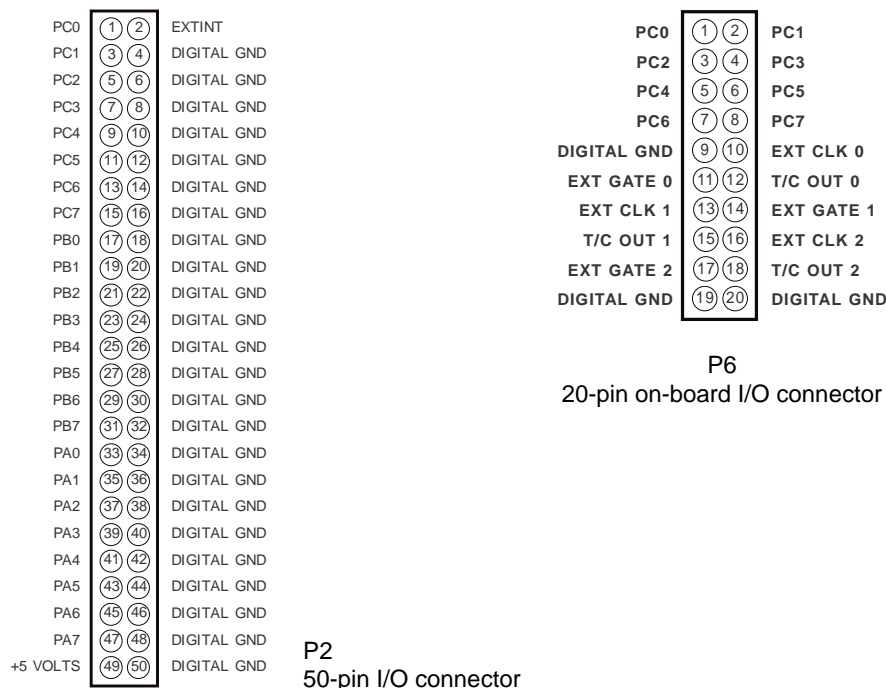 PC0 1 2 EXTINT
PC1 3 4 DIGITAL GND
PC2 5 6 DIGITAL GND
PC3 7 8 DIGITAL GND
PC4 9 10 DIGITAL GND
PC5 11 12 DIGITAL GND
PC6 13 14 DIGITAL GND
PC7 15 16 DIGITAL GND
PB0 17 18 DIGITAL GND
PB1 19 20 DIGITAL GND
PB2 21 22 DIGITAL GND
PB3 23 24 DIGITAL GND
PB4 25 26 DIGITAL GND
PB5 27 28 DIGITAL GND
PB6 29 30 DIGITAL GND
PB7 31 32 DIGITAL GND
PA0 33 34 DIGITAL GND
PA1 35 36 DIGITAL GND
PA2 37 38 DIGITAL GND
PA3 39 40 DIGITAL GND
PA4 41 42 DIGITAL GND
PA5 43 44 DIGITAL GND
PA6 45 46 DIGITAL GND
PA7 47 48 DIGITAL GND
+5 VOLTS 49 50 DIGITAL GND
P2
50-pin I/O connector
PC0 1 2 PC1
PC2 3 4 PC3
PC4 5 6 PC5
PC6 7 8 PC7
DIGITAL GND 9 10 EXT CLK 0
EXT GATE 0 11 12 T/C OUT 0
EXT CLK 1 13 14 EXT GATE 1
T/C OUT 1 15 16 EXT CLK 2
EXT GATE 2 17 18 T/C OUT 2
DIGITAL GND 19 20 DIGITAL GND
P6
20-pin on-board I/O connector